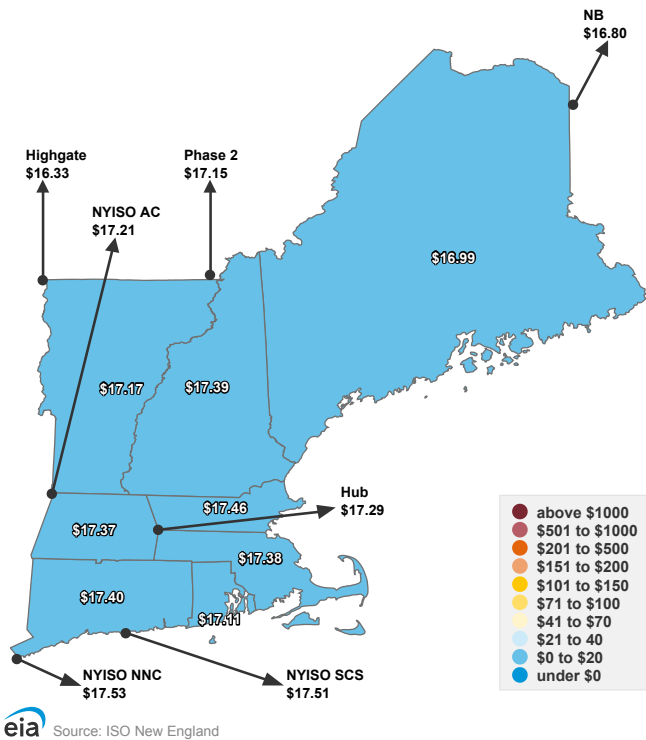 NB
$16.80
Highgate
$16.33
Phase 2
$17.15
NYISO AC
$17.21
$16.99
$17.17
$17.39
Hub
$17.29
$17.46
$17.37
$17.38
$17.40
$17.11
NYISO NNC
$17.53
NYISO SCS
$17.51
above $1000
$501 to $1000
$201 to $500
$151 to $200
$101 to $150
$71 to $100
$41 to $70
$21 to 40
$0 to $20
under $0
eia Source: ISO New England